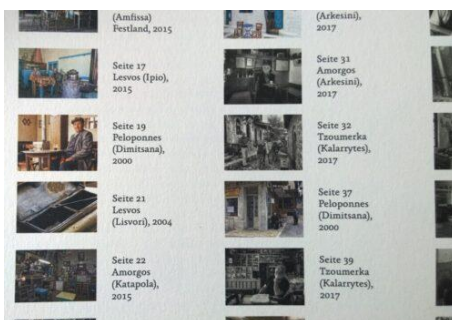 (Amfissa)
Festland, 2015
Seite 17
Lesvos (Ipio),
2015
Seite 19
Peloponnes
(Dimitsana),
2000
Seite 21
Lesvos
(Lisvori), 2004
Seite 22
Amorgos
(Katapola),
2015
(Arkesini),
2017
Seite 31
Amorgos
(Arkesini),
2017
Seite 32
Tzoumerka
(Kalarrytes),
2017
Seite 37
Peloponnes
(Dimitsana),
2000
Seite 39
Tzoumerka
(Kalarrytes),
2017